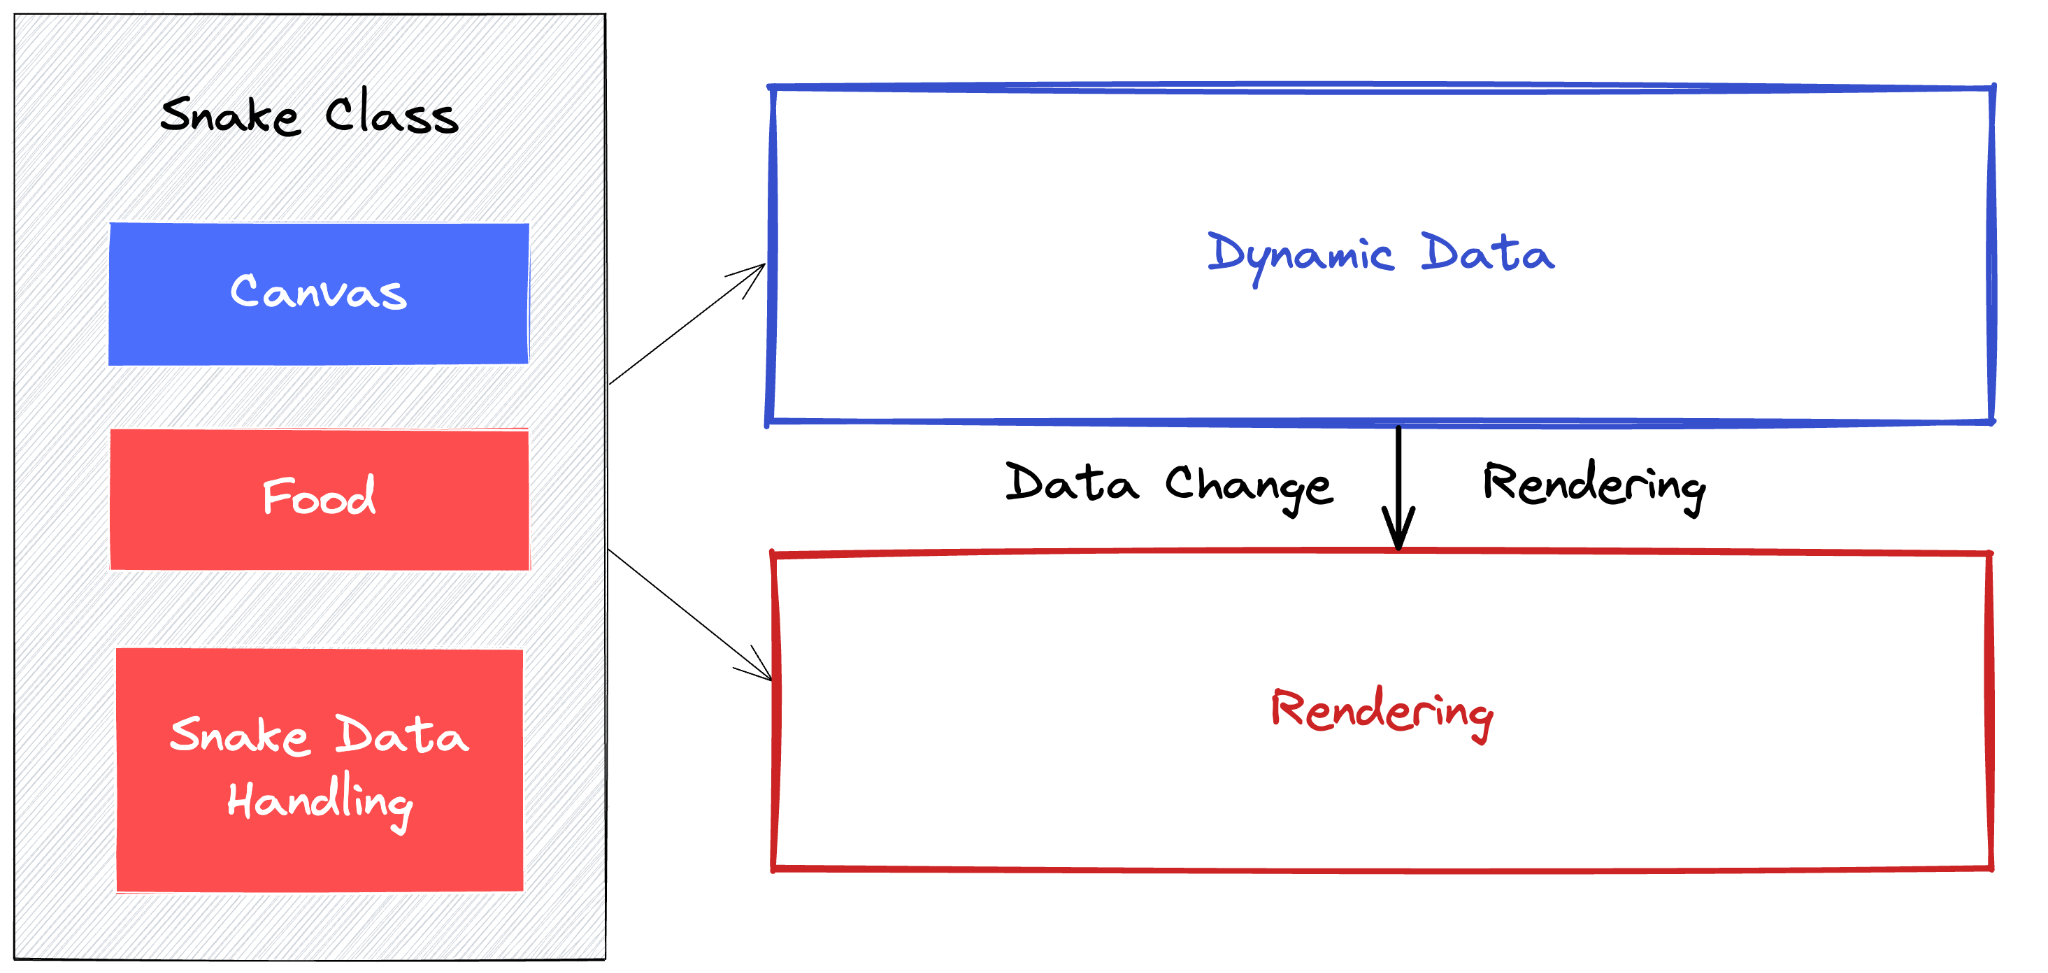 Snake Class
Canvas
Food
Snake Data
Handling
Dynamic Data
Data Change
Rendering
Rendering